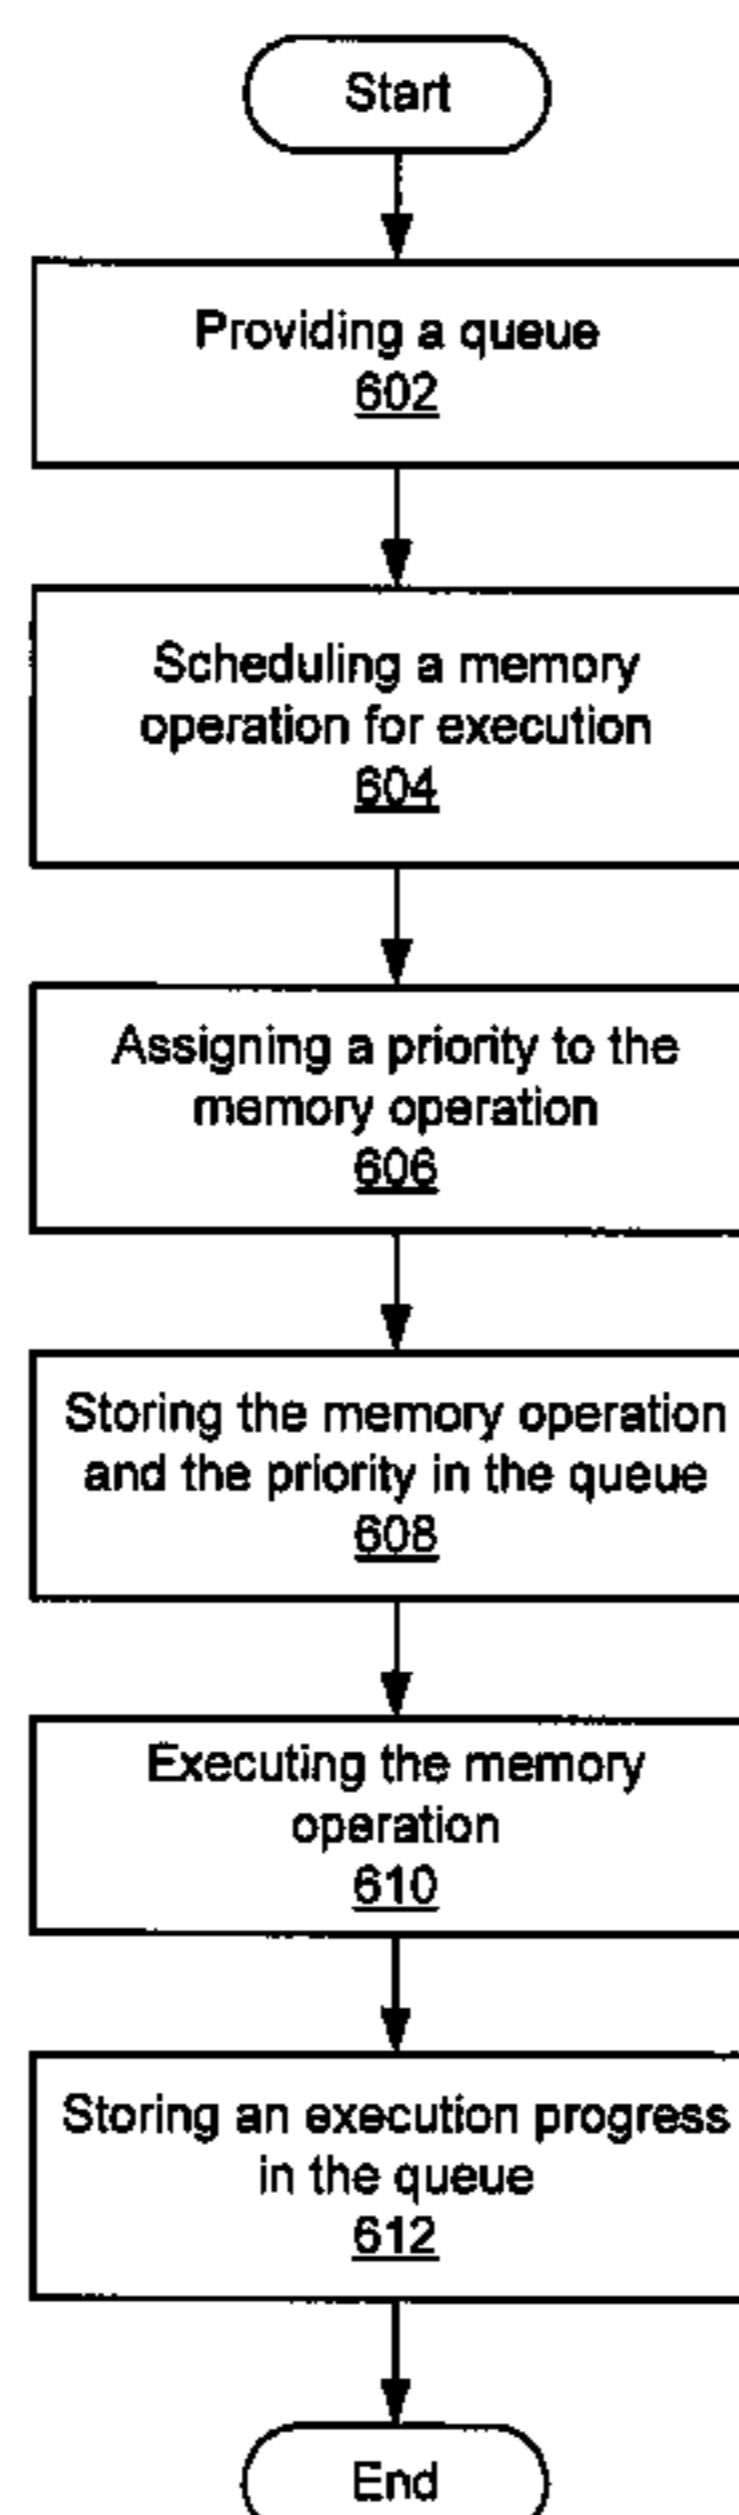 Start
Providing a queue
602
Scheduling a memory
operation for execution
604
Assigning a priority to the
memory operation
606
Storing the memory operation
and the priority in the queue
608
Executing the memory
operation
610
Storing an execution progress
in the queue
612
End